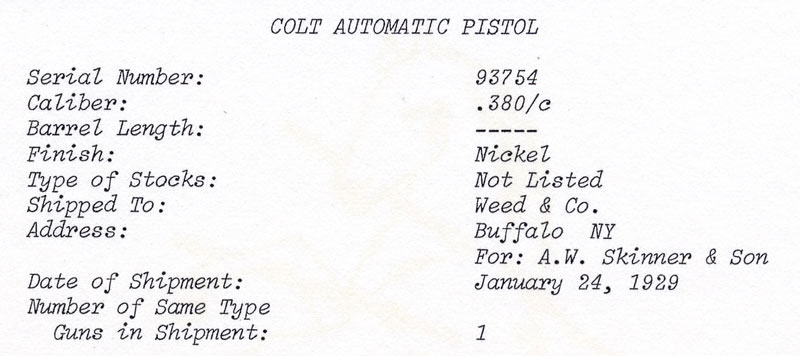 COLT AUTOMATIC PISTOL
Serial Number: 93754
Caliber: .380/c
Barrel Length: -----
Finish: Nickel
Type of Stocks: Not Listed
Shipped To: Weed & Co.
Address: Buffalo NY
For: A.W. Skinner & Son
Date of Shipment: January 24, 1929
Number of Same Type
Guns in Shipment: 1